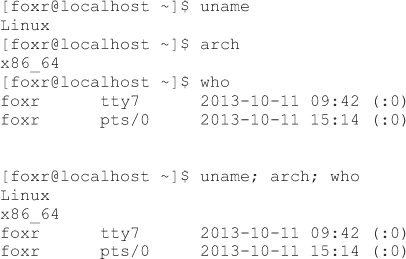 [foxr@localhost ~]$ uname
Linux
[foxr@localhost ~]$ arch
x86_64
[foxr@localhost ~]$ who
foxr      tty7      2013-10-11 09:42 (:0)
foxr      pts/0     2013-10-11 15:14 (:0)
[foxr@localhost ~]$ uname; arch; who
Linux
x86_64
foxr      tty7      2013-10-11 09:42 (:0)
foxr      pts/0     2013-10-11 15:14 (:0)